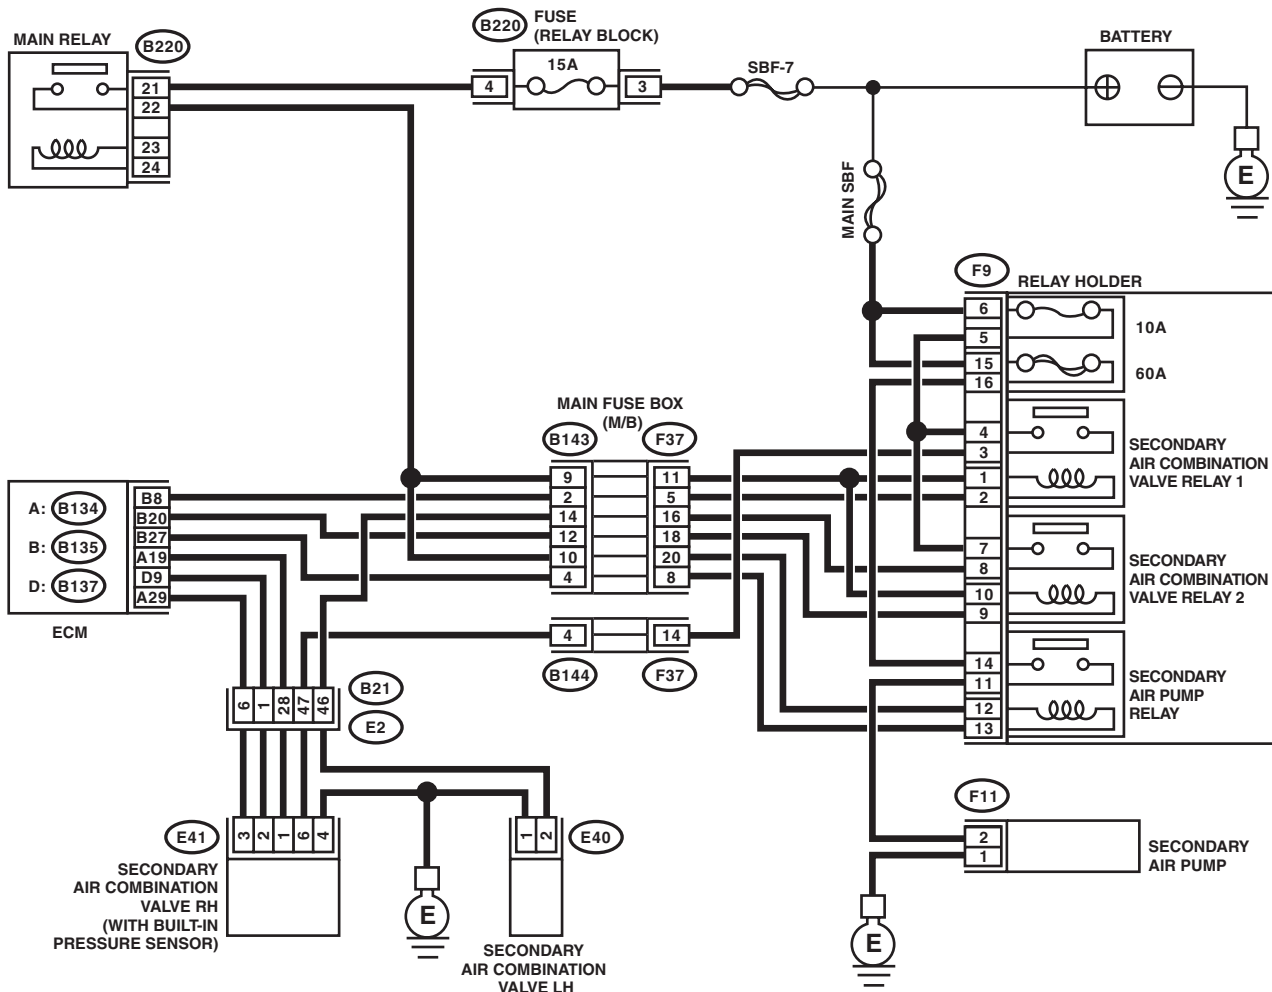 MAIN RELAY
B220
21
22
23
24
B220
FUSE
(RELAY BLOCK)
15A
4
3
SBF-7
BATTERY
E
MAIN SBF
F9
RELAY HOLDER
6
5
15
16
10A
60A
4
3
1
2
SECONDARY
AIR COMBINATION
VALVE RELAY 1
7
8
10
9
SECONDARY
AIR COMBINATION
VALVE RELAY 2
14
11
12
13
SECONDARY
AIR PUMP
RELAY
MAIN FUSE BOX
(M/B)
B143
F37
9
11
2
5
14
16
12
18
10
20
4
8
4
14
B144
F37
A: B134
B: B135
D: B137
ECM
B8
B20
B27
A19
D9
A29
6
1
28
47
46
B21
E2
E41
3
2
1
6
4
SECONDARY
AIR COMBINATION
VALVE RH
(WITH BUILT-IN
PRESSURE SENSOR)
E
1
2
E40
SECONDARY
AIR COMBINATION
VALVE LH
F11
2
1
SECONDARY
AIR PUMP
E